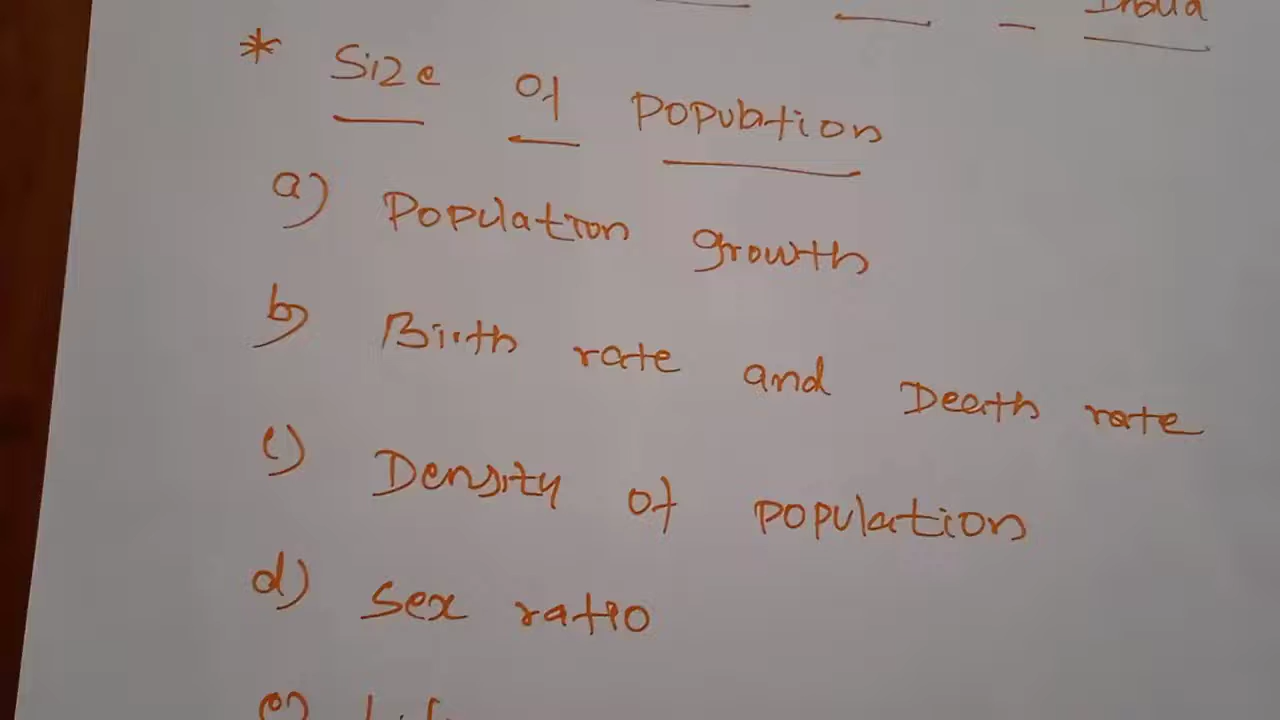 India
* Size of Population
a) Population growth
b) Birth rate and Death rate
c) Density of population
d) Sex ratio
e)